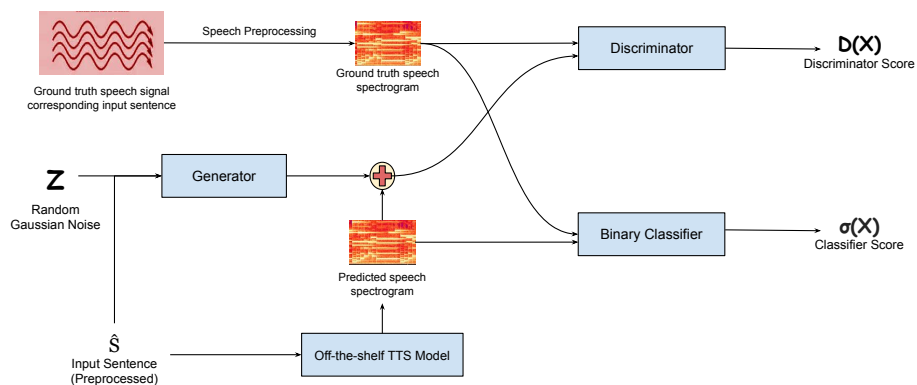 Speech Preprocessing
Ground truth speech signal
corresponding input sentence
Ground truth speech
spectrogram
Discriminator
D(X)
Discriminator
Score
Z
Random
Gaussian Noise
Generator
Predicted speech
spectrogram
Binary Classifier
σ(X)
Classifier Score
Ŝ
Input Sentence
(Preprocessed)
Off-the-shelf TTS Model